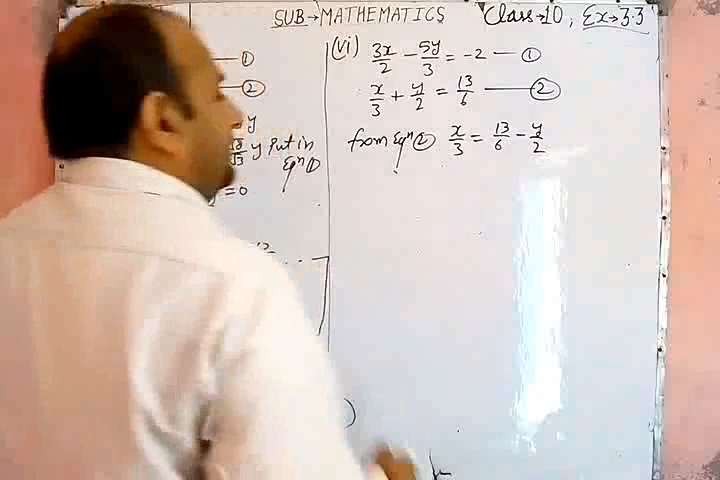 SUB→MATHEMATICS Class→10, Ex→3.3
① 
②
y
y Put in
Eqⁿ ①
= 0
(vi) 3x/2 - 5y/3 = -2 — ①
x/3 + y/2 = 13/6 — ②
from Eqⁿ ② x/3 = 13/6 - y/2